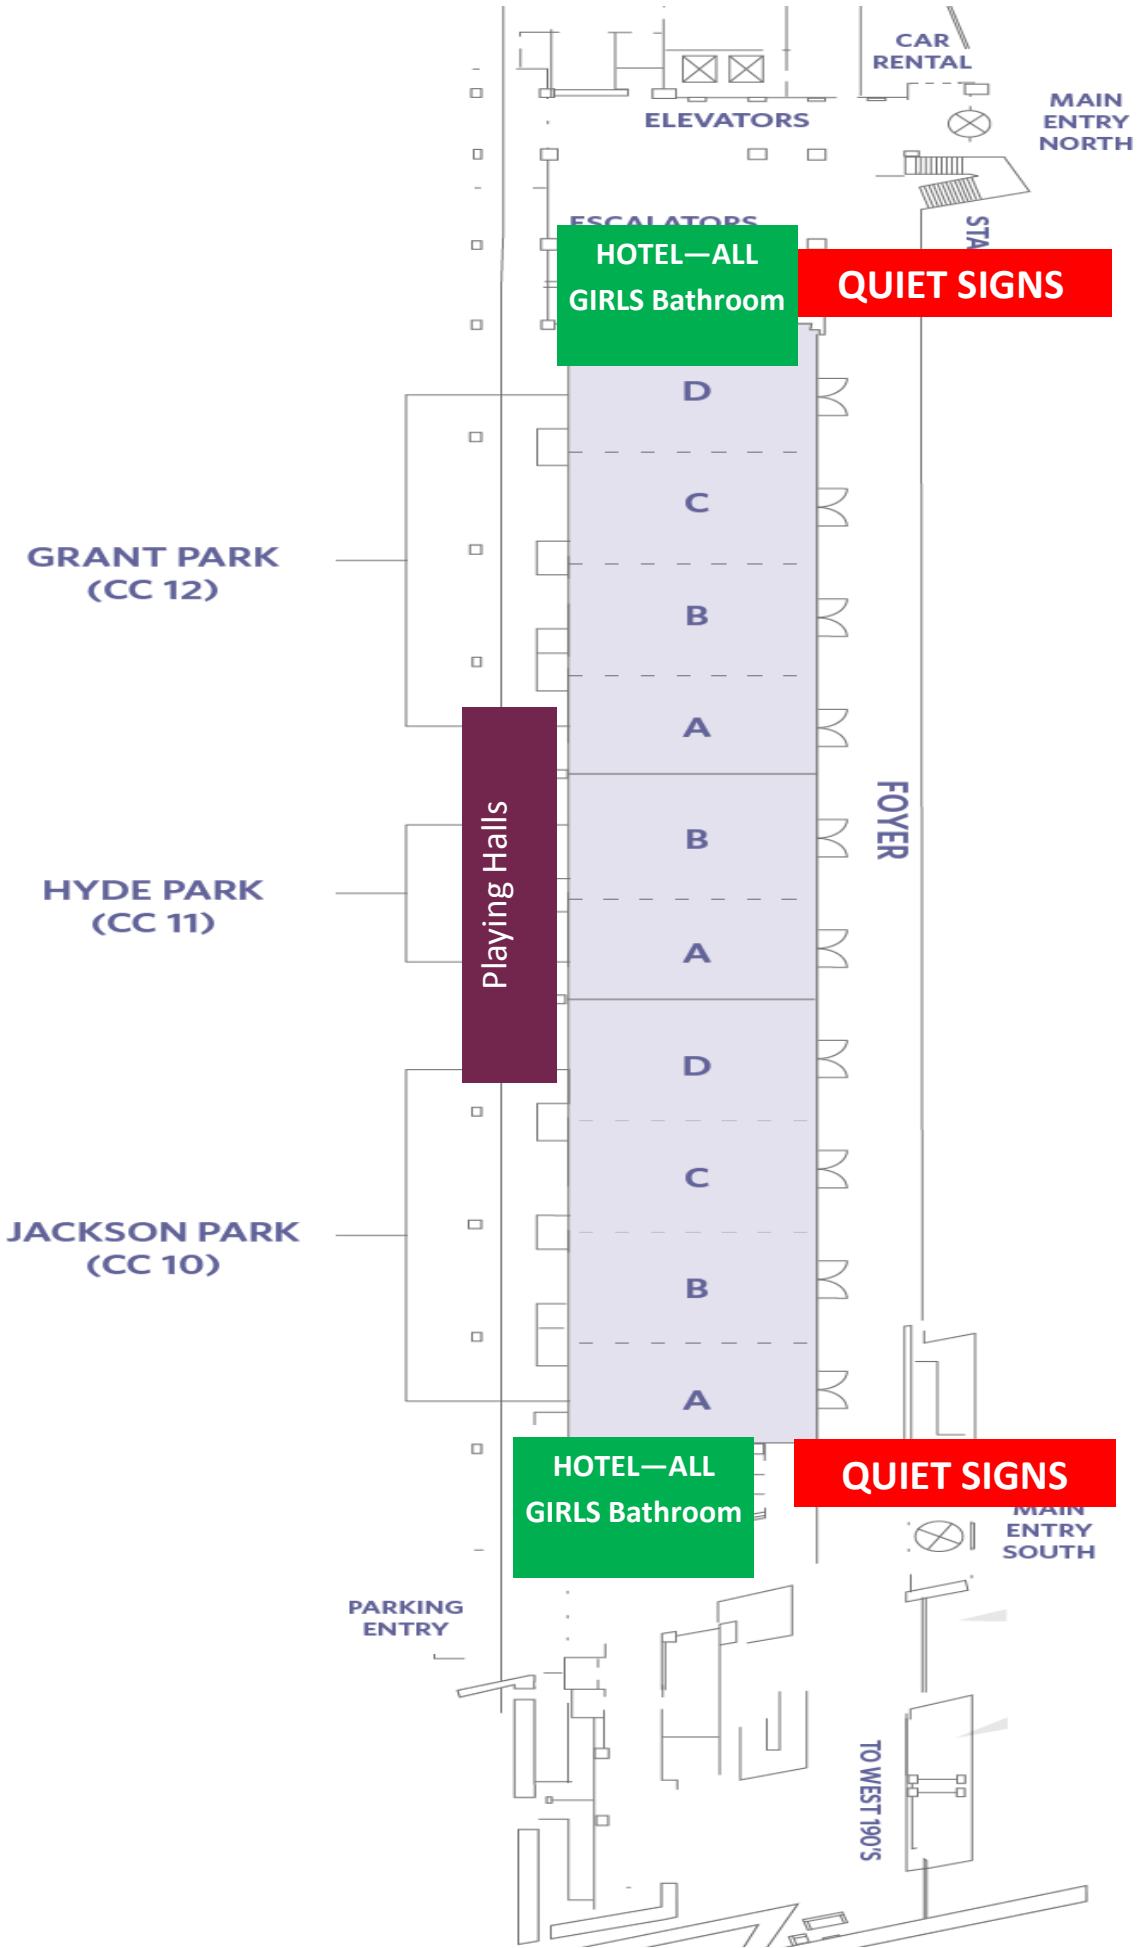 CAR
RENTAL
MAIN
ENTRY
NORTH
ELEVATORS
ESCALATORS
HOTEL—ALL
GIRLS Bathroom
QUIET SIGNS
D
C
GRANT PARK
(CC 12)
B
A
FOYER
Playing Halls
B
HYDE PARK
(CC 11)
A
D
C
JACKSON PARK
(CC 10)
B
A
HOTEL—ALL
GIRLS Bathroom
QUIET SIGNS
MAIN
ENTRY
SOUTH
PARKING
ENTRY
TO WEST 190'S